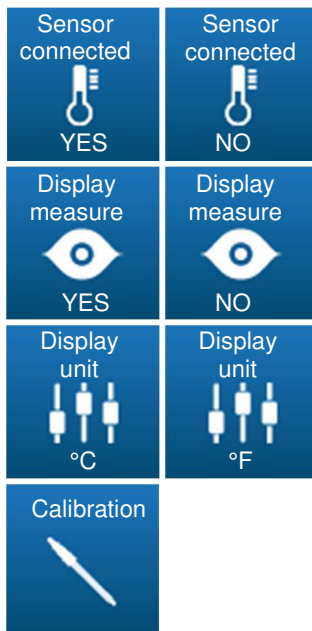 Sensor
connected
YES
Sensor
connected
NO
Display
measure
YES
Display
measure
NO
Display
unit
°C
Display
unit
°F
Calibration